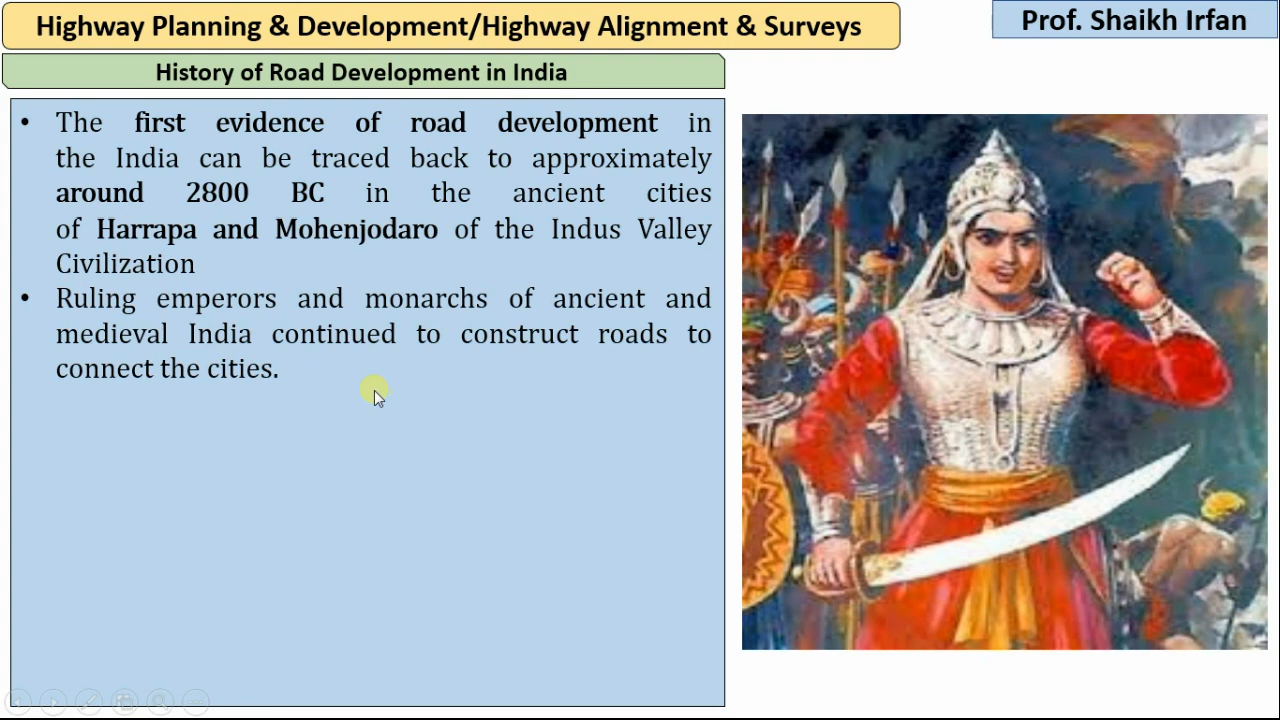 Highway Planning & Development/Highway Alignment & Surveys
Prof. Shaikh Irfan
History of Road Development in India
• The first evidence of road development in
the India can be traced back to approximately
around 2800 BC in the ancient cities
of Harrapa and Mohenjodaro of the Indus Valley
Civilization
• Ruling emperors and monarchs of ancient and
medieval India continued to construct roads to
connect the cities.